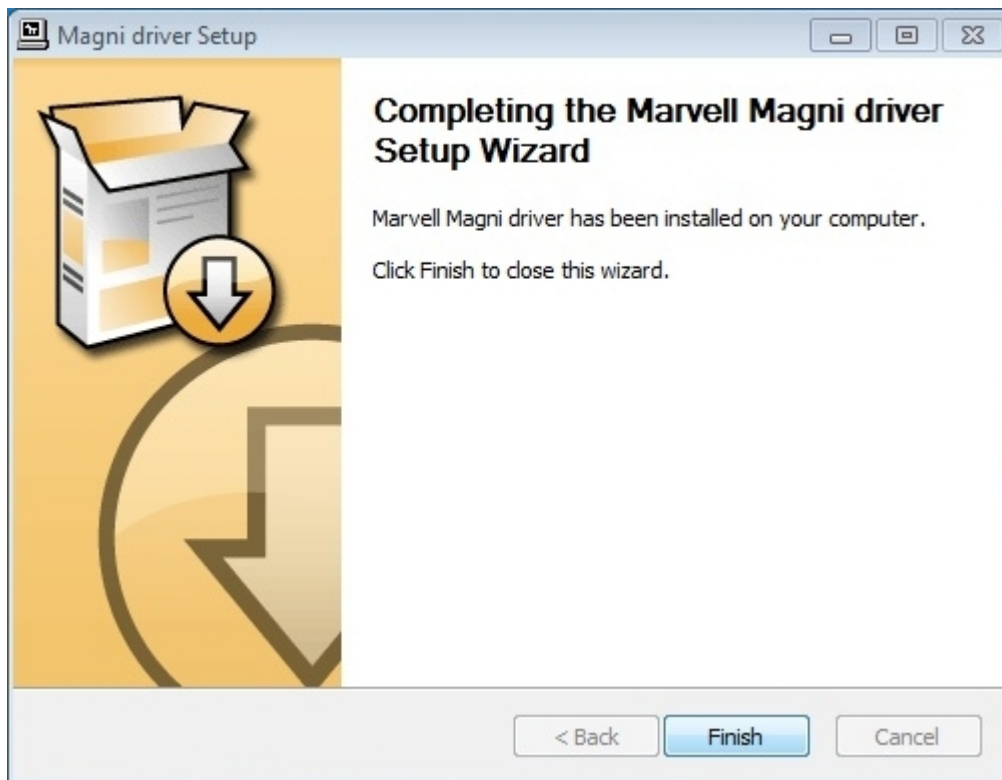 Magni driver Setup
Completing the Marvell Magni driver
Setup Wizard
Marvell Magni driver has been installed on your computer.
Click Finish to close this wizard.
< Back
Finish
Cancel